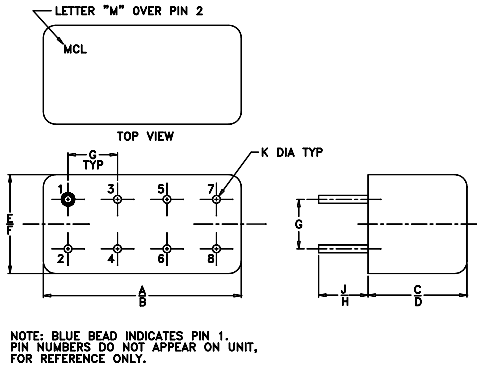 LETTER "M" OVER PIN 2
MCL
TOP VIEW
G
TYP
K DIA TYP
1 3 5 7
E
F
G
2 4 6 8
A
B
J
H
C
D
NOTE: BLUE BEAD INDICATES PIN 1.
PIN NUMBERS DO NOT APPEAR ON UNIT,
FOR REFERENCE ONLY.